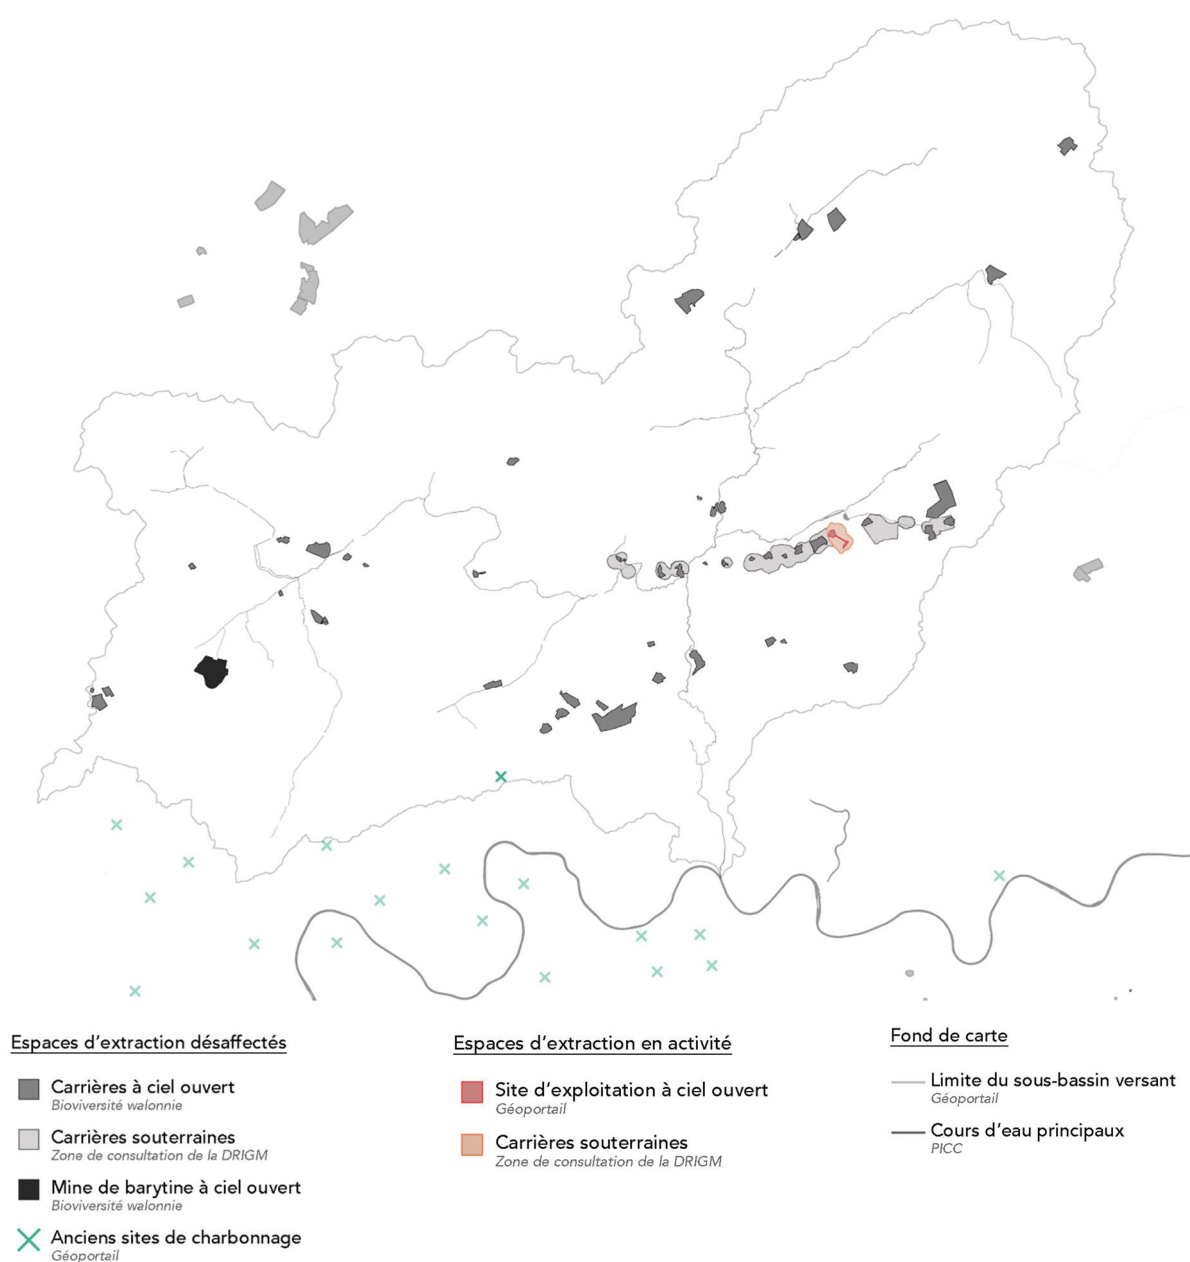 Espaces d’extraction désaffectés
Carrières à ciel ouvert
Bioviversité walonnie
Carrières souterraines
Zone de consultation de la DRIGM
Mine de barytine à ciel ouvert
Bioviversité walonnie
Anciens sites de charbonnage
Géoportail
Espaces d’extraction en activité
Site d’exploitation à ciel ouvert
Géoportail
Carrières souterraines
Zone de consultation de la DRIGM
Fond de carte
Limite du sous-bassin versant
Géoportail
Cours d’eau principaux
PICC